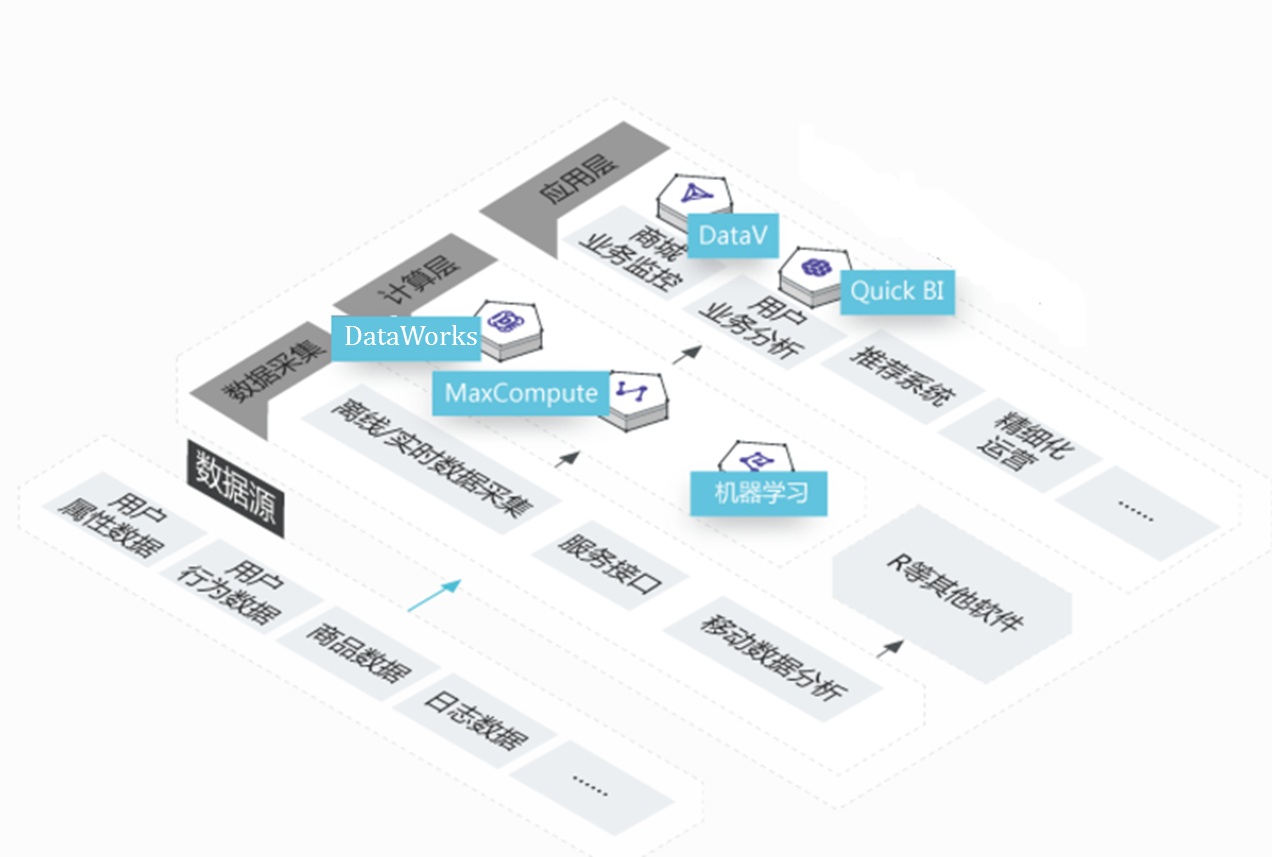 应用层
DataV
商城
业务监控
Quick BI
用户
业务分析
推荐系统
精细化
运营
……
计算层
DataWorks
MaxCompute
机器学习
R等其他软件
数据采集
离线/实时数据采集
服务接口
移动数据分析
数据源
用户
属性数据
用户
行为数据
商品数据
日志数据
……